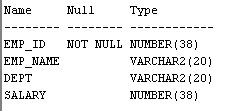 Name Null Type
-------- -------- ------------
EMP_ID NOT NULL NUMBER(38)
EMP_NAME VARCHAR2(20)
DEPT VARCHAR2(20)
SALARY NUMBER(38)